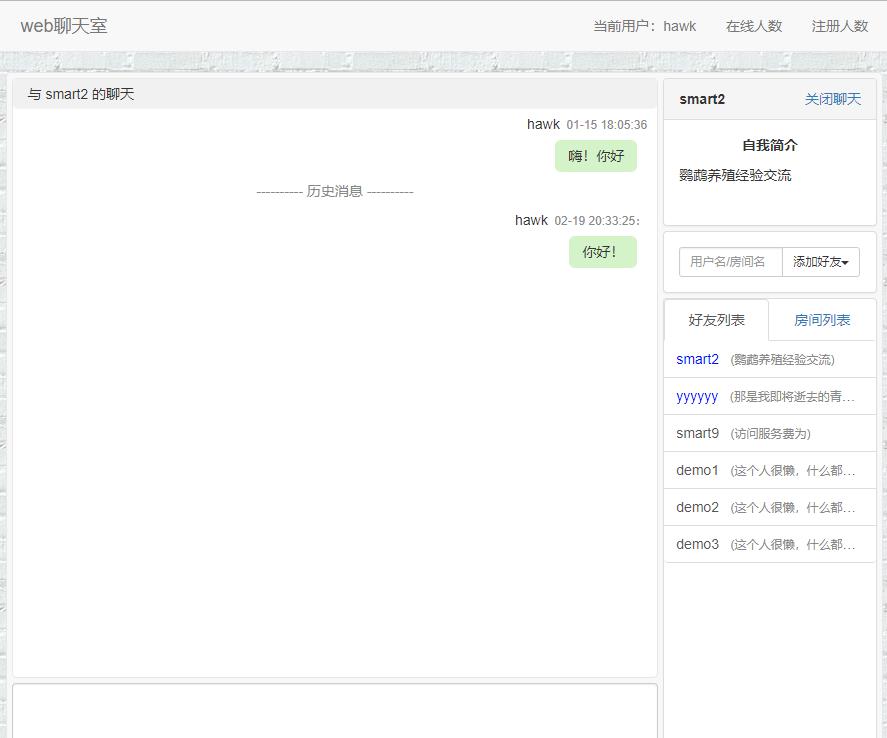 web聊天室
当前用户：hawk 在线人数 注册人数
与 smart2 的聊天
hawk 01-15 18:05:36
嗨！你好
---------- 历史消息 ----------
hawk 02-19 20:33:25：
你好！
smart2 关闭聊天
自我简介
鹦鹉养殖经验交流
用户名/房间名 添加好友
好友列表 房间列表
smart2 (鹦鹉养殖经验交流)
yyyyyy (那是我即将逝去的青…
smart9 (访问服务费为)
demo1 (这个人很懒，什么都…
demo2 (这个人很懒，什么都…
demo3 (这个人很懒，什么都…